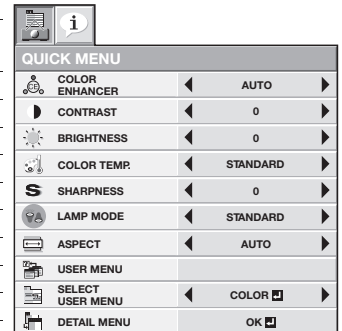 QUICK MENU
COLOR
ENHANCER
AUTO
CONTRAST
0
BRIGHTNESS
0
COLOR TEMP.
STANDARD
SHARPNESS
0
LAMP MODE
STANDARD
ASPECT
AUTO
USER MENU
SELECT
USER MENU
COLOR
DETAIL MENU
OK